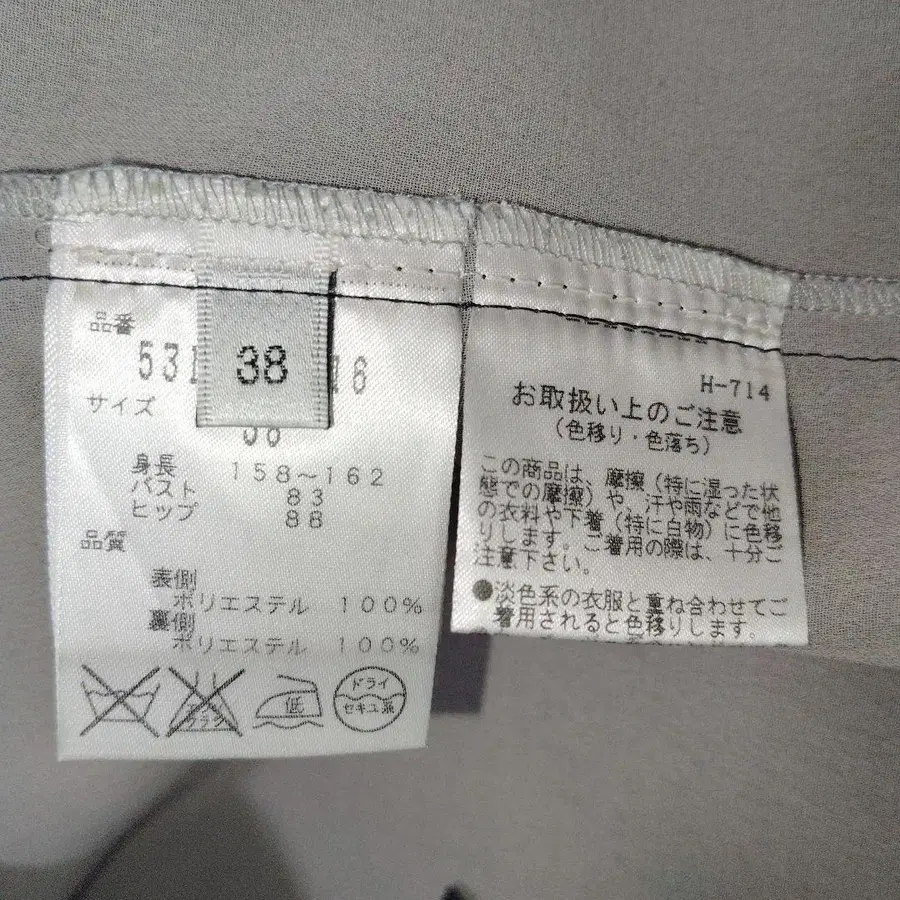 品番
531
38
16
サイズ
38
身長 158～162
バスト 83
ヒップ 88
品質
表側
ポリエステル 100%
裏側
ポリエステル 100%
エンソサラシ
低
ドライ
セキユ系
H-714
お取扱い上のご注意
(色移り・色落ち)
この商品は、摩擦(特に湿った状
態での摩擦)や、汗や雨などで他
の衣料や下着(特に白物)に色移
りします。ご着用の際は、十分ご
注意下さい。
●淡色系の衣服と重ね合わせてご
着用されると色移りします。